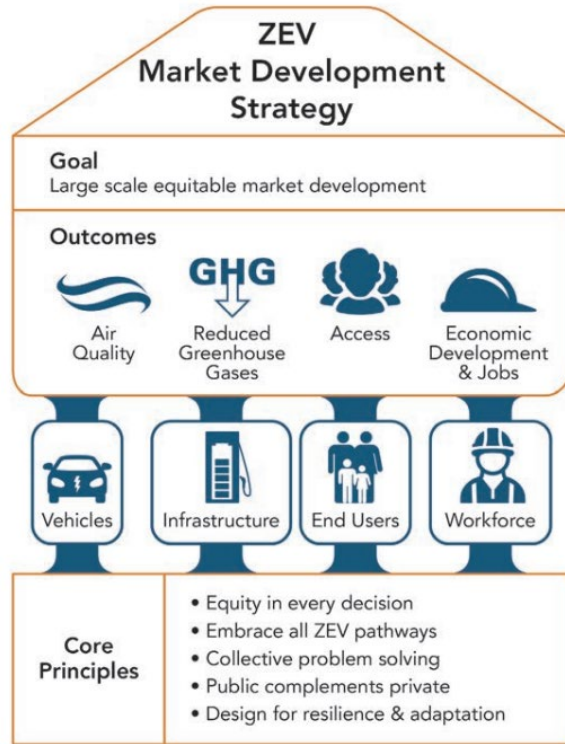 ZEV
Market Development
Strategy
Goal
Large scale equitable market development
Outcomes
Air
Quality
GHG
Reduced
Greenhouse
Gases
Access
Economic
Development
& Jobs
Vehicles
Infrastructure
End Users
Workforce
Core
Principles
• Equity in every decision
• Embrace all ZEV pathways
• Collective problem solving
• Public complements private
• Design for resilience & adaptation